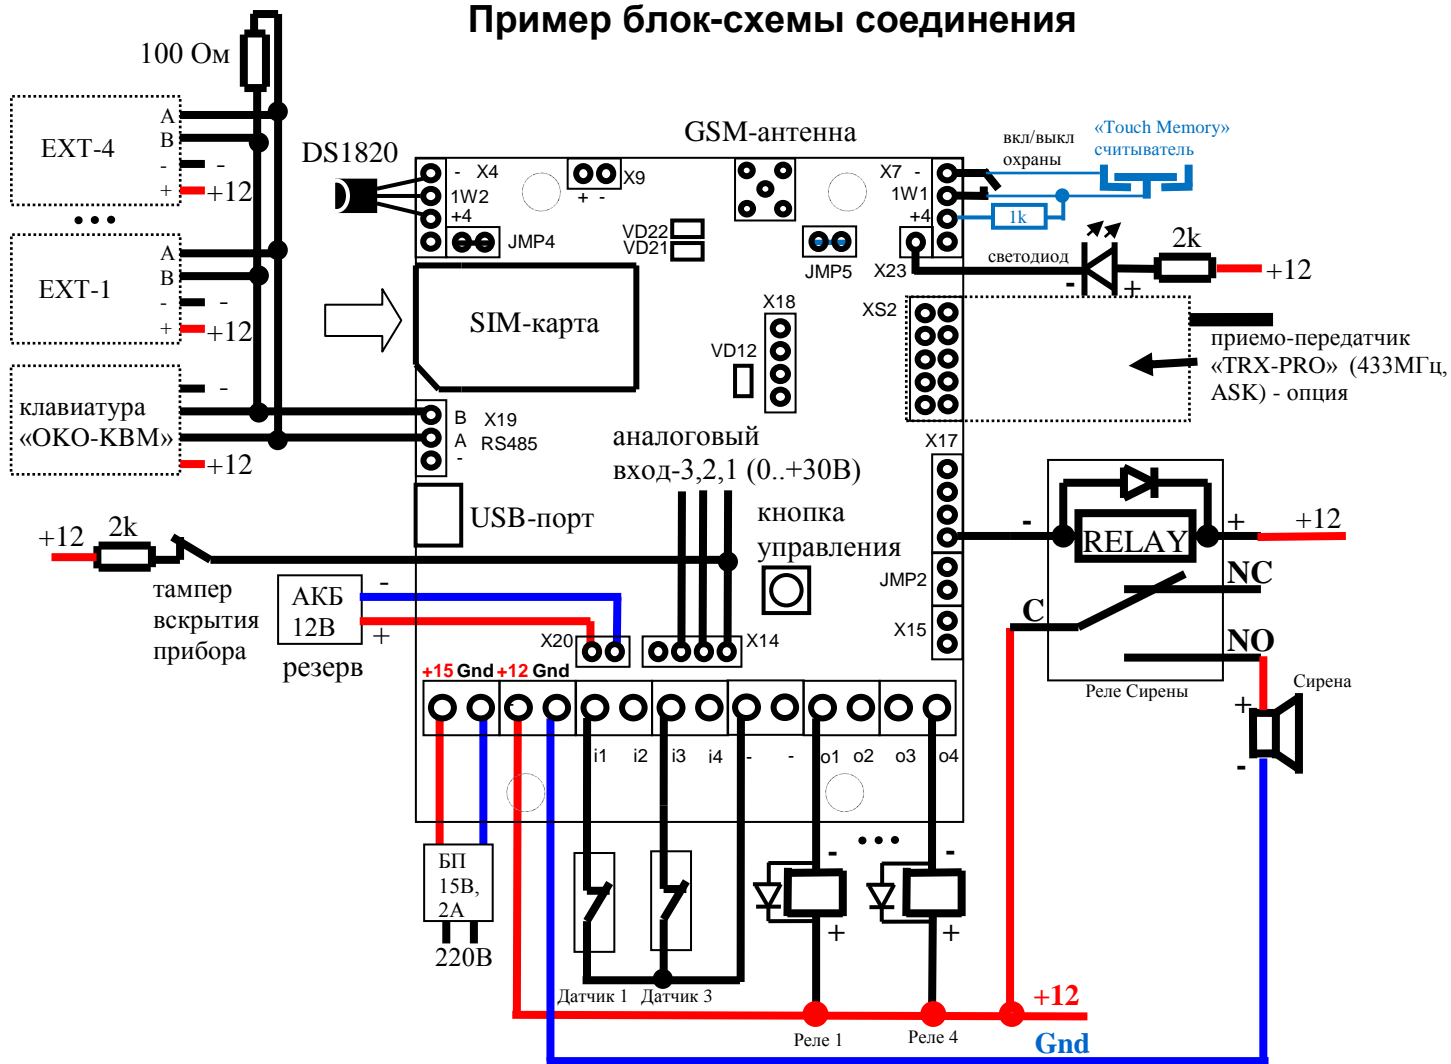 Пример блок-схемы соединения
100 Ом
EXT-4
A
B
-
-
+
+12
...
EXT-1
A
B
-
-
+
+12
клавиатура
«OKO-KBM»
-
+12
DS1820
GSM-антенна
- X4
1W2
+4
JMP4
X9
+ -
VD22
VD21
X7 -
1W1
+4
JMP5
X23
вкл/выкл
охраны
«Touch Memory»
считыватель
1k
светодиод
-
+
2k
+12
SIM-карта
X18
VD12
XS2
приемо-передатчик
«TRX-PRO» (433МГц,
ASK) - опция
B X19
A RS485
-
аналоговый
вход-3,2,1 (0..+30В)
X17
USB-порт
кнопка
управления
+12
2k
тампер
вскрытия
прибора
АКБ
12В
-
+
резерв
X20
X14
JMP2
X15
-
RELAY
+
+12
NC
C
NO
Реле Сирены
Сирена
+
-
+15 Gnd +12 Gnd
-
i1 i2 i3 i4 - - o1 o2 o3 o4
БП
15В,
2А
220В
Датчик 1 Датчик 3
...
-
+
-
+
Реле 1 Реле 4
+12
Gnd